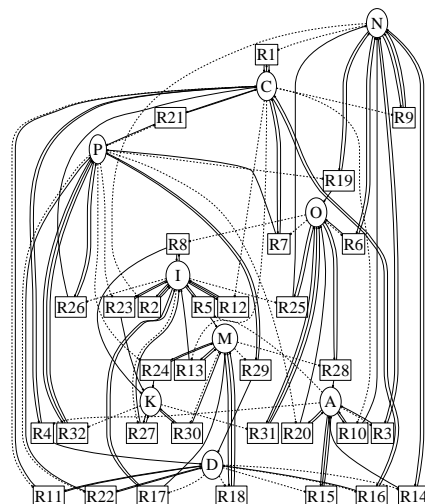 N
R1
C
R21 R9
P
R19
O
R8 R7 R6
I
R26 R23 R2 R5 R12 R25
M
R24 R13 R29 R28
K A
R4 R32 R27 R30 R31 R20 R10 R3
D
R11 R22 R17 R18 R15 R16 R14